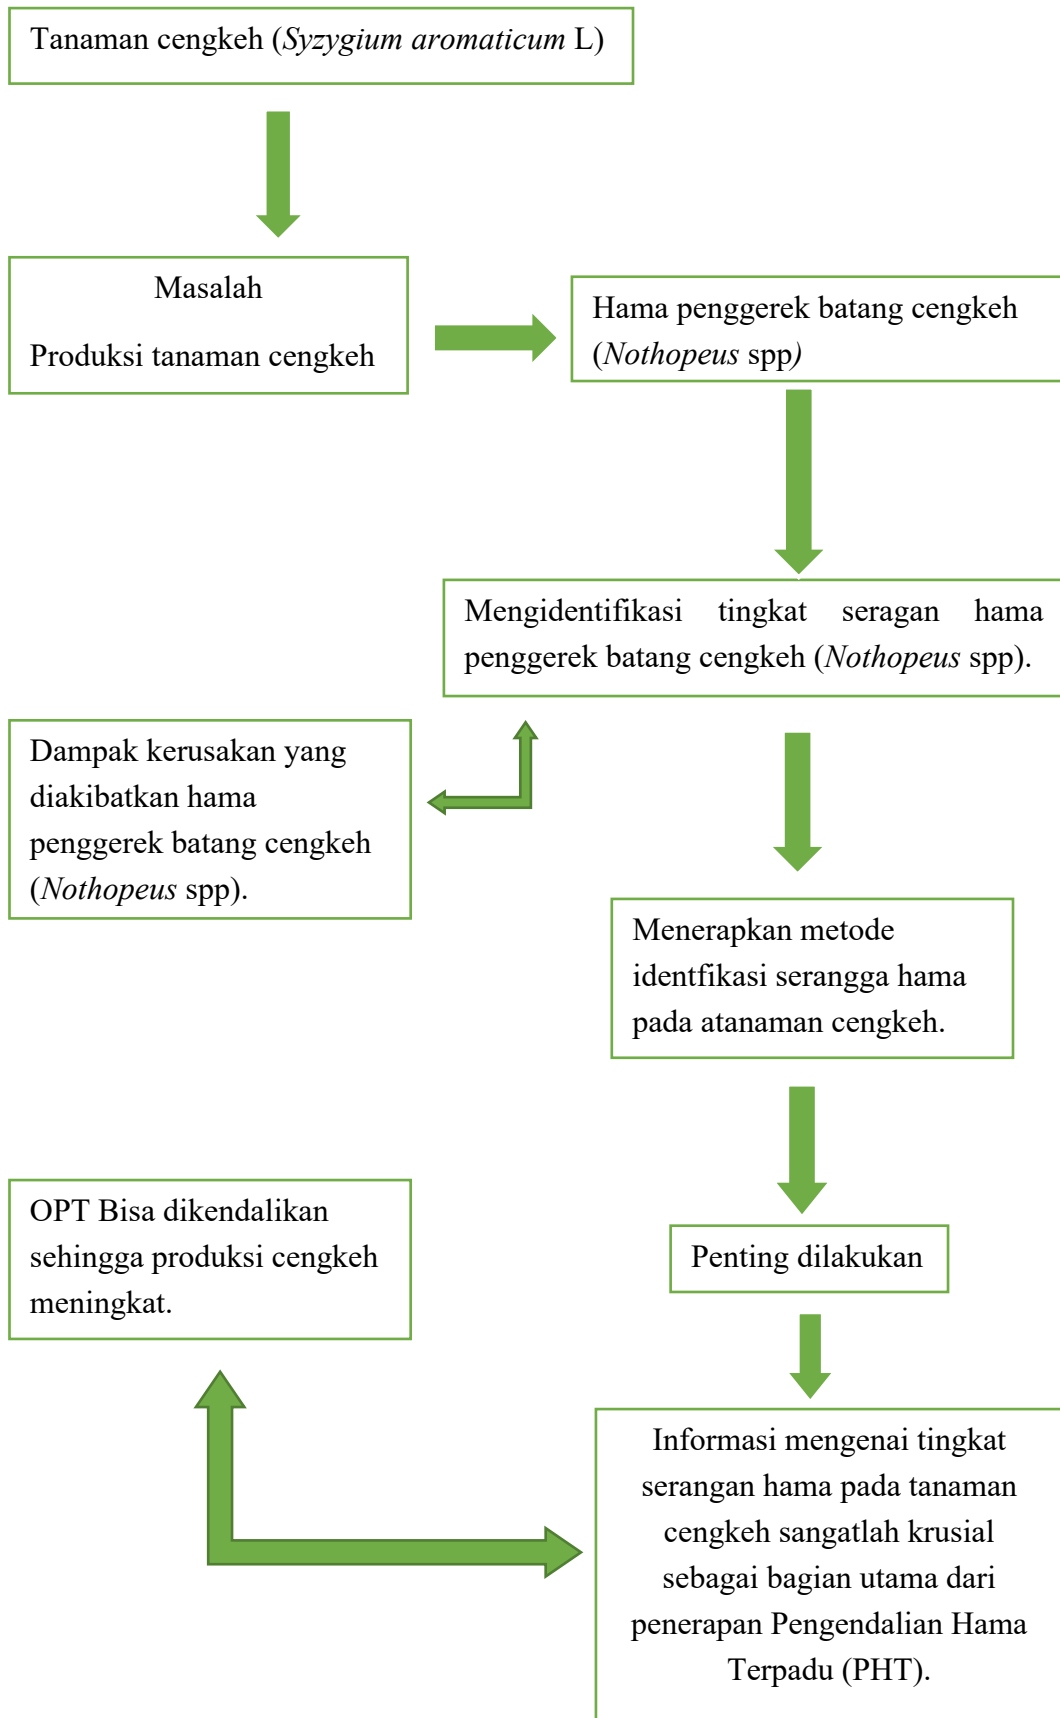 Tanaman cengkeh (Syzygium aromaticum L)
Masalah
Produksi tanaman cengkeh
Hama penggerek batang cengkeh
(Nothopeus spp)
Mengidentifikasi tingkat seragan hama
penggerek batang cengkeh (Nothopeus spp).
Dampak kerusakan yang
diakibatkan hama
penggerek batang cengkeh
(Nothopeus spp).
Menerapkan metode
identfikasi serangga hama
pada atanaman cengkeh.
Penting dilakukan
OPT Bisa dikendalikan
sehingga produksi cengkeh
meningkat.
Informasi mengenai tingkat
serangan hama pada tanaman
cengkeh sangatlah krusial
sebagai bagian utama dari
penerapan Pengendalian Hama
Terpadu (PHT).